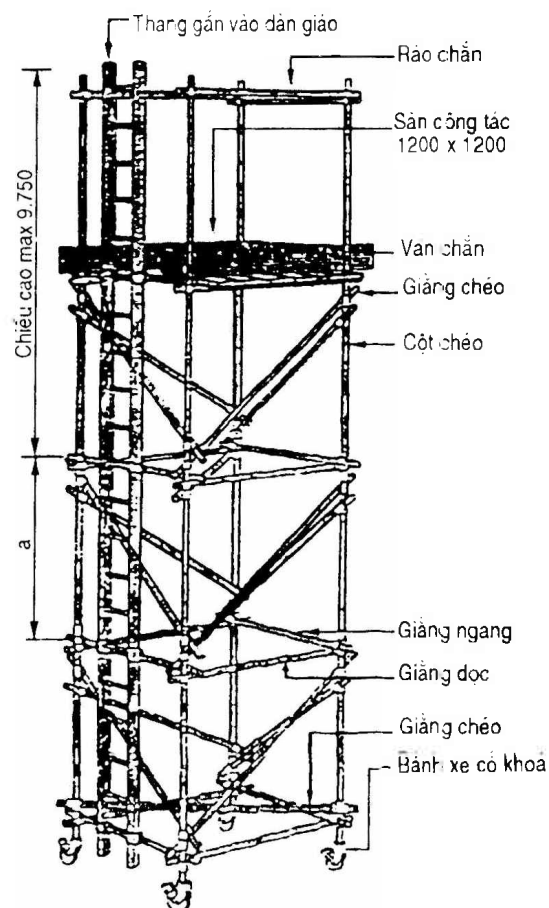 Thang gắn vào dàn giáo
Rào chắn
Sàn công tác
1200 x 1200
Chiều cao max 9.750
Van chắn
Giằng chéo
Cột chéo
a
Giằng ngang
Giằng dọc
Giằng chéo
Bánh xe có khoá